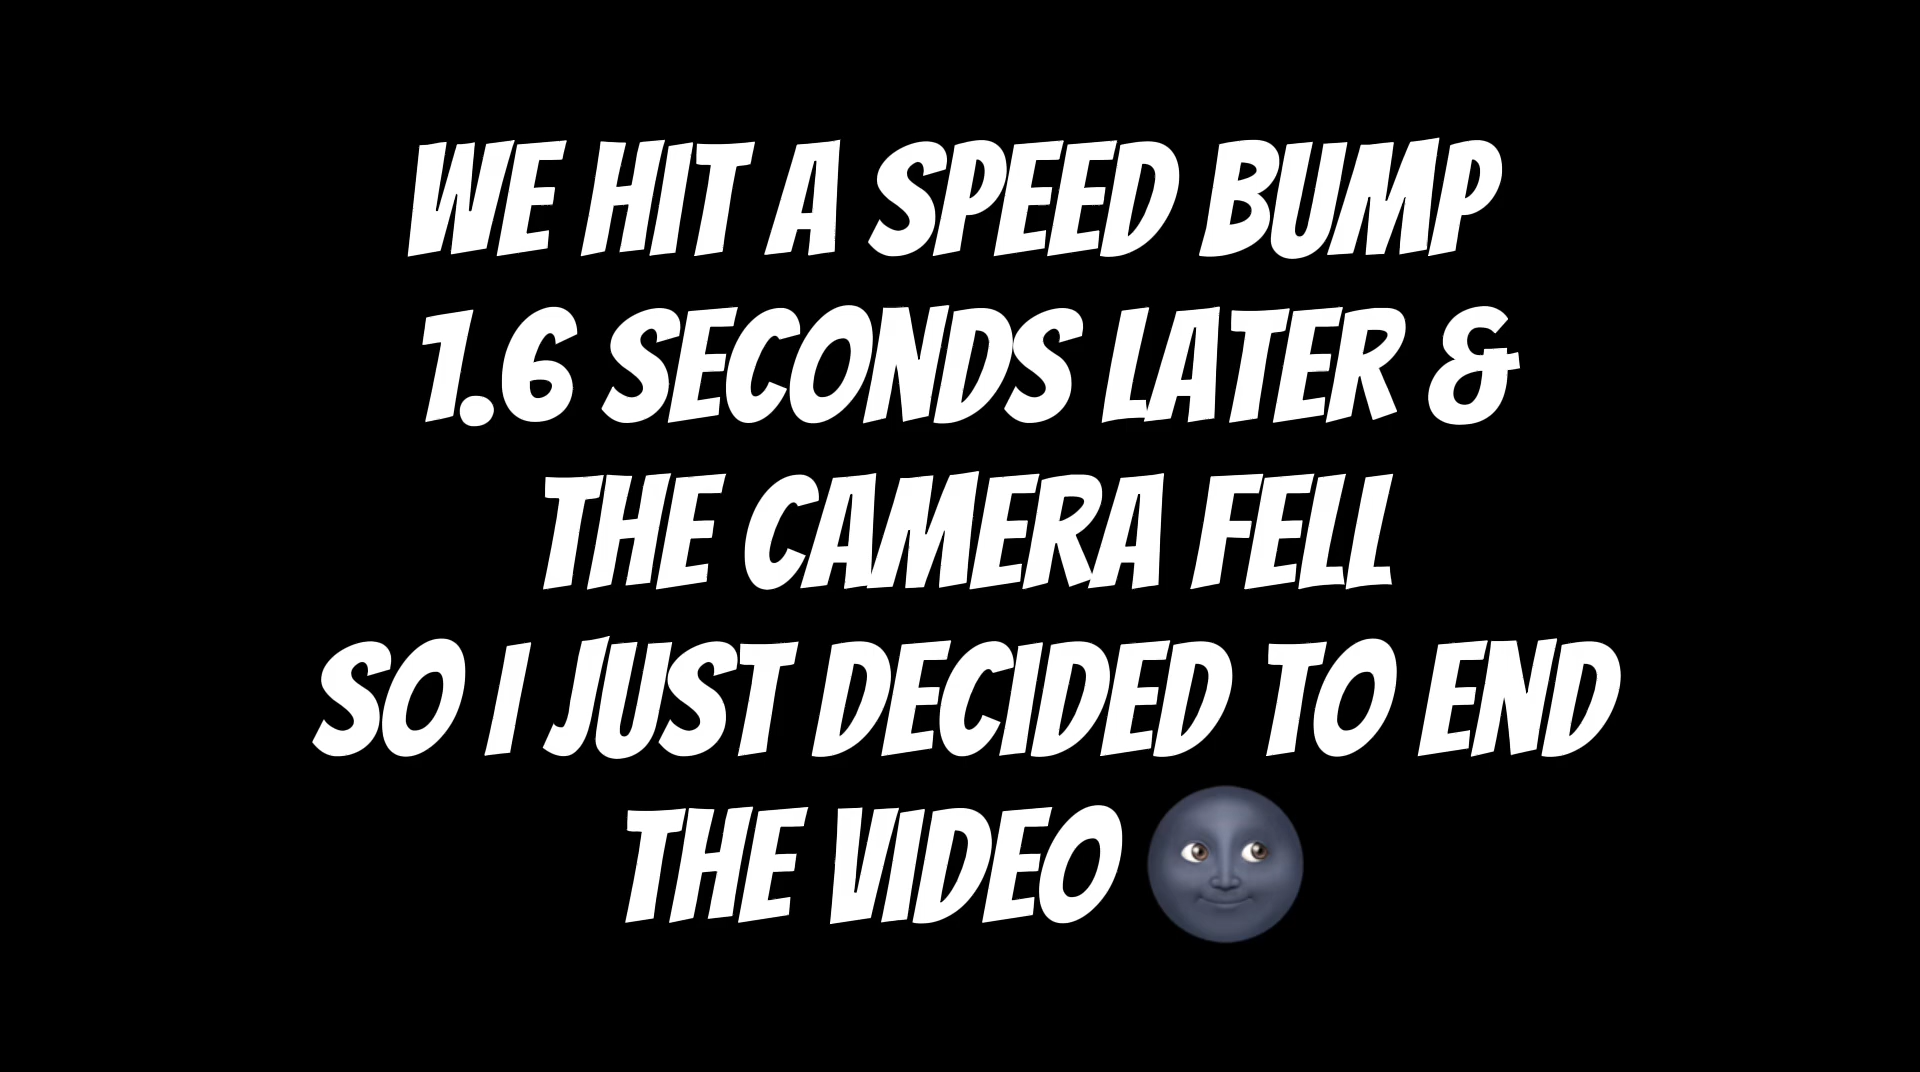 WE HIT A SPEED BUMP
1.6 SECONDS LATER &
THE CAMERA FELL
SO I JUST DECIDED TO END
THE VIDEO 🌚